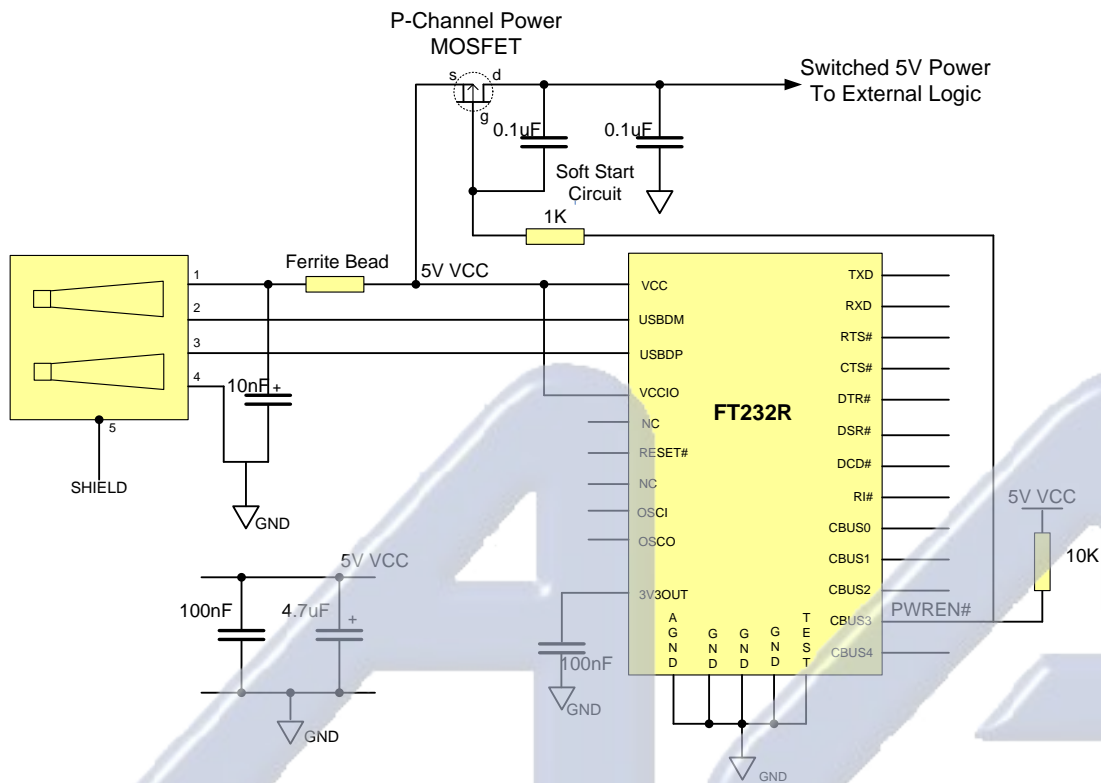 P-Channel Power
MOSFET
s
d
g
Switched 5V Power
To External Logic
0.1uF
0.1uF
Soft Start
Circuit
1K
Ferrite Bead
5V VCC
1
2
3
4
5
SHIELD
10nF
+
GND
5V VCC
100nF
4.7uF
+
GND
FT232R
VCC
USBDM
USBDP
VCCIO
NC
RESET#
NC
OSCI
OSCO
3V3OUT
100nF
GND
AGND
GND
GND
GND
TEST
GND
TXD
RXD
RTS#
CTS#
DTR#
DSR#
DCD#
RI#
CBUS0
CBUS1
CBUS2
CBUS3
CBUS4
PWREN#
5V VCC
10K